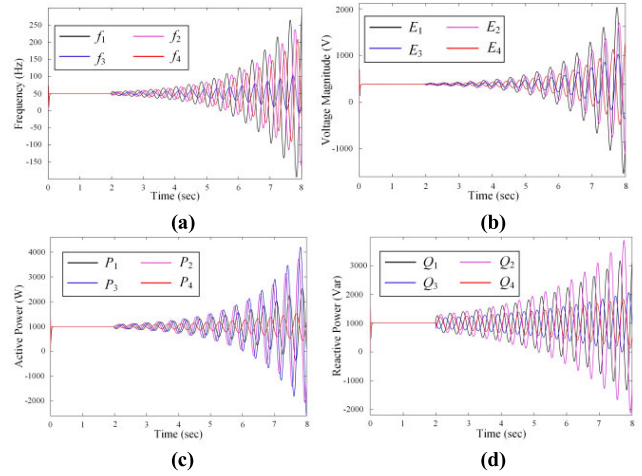 f1 f2
f3 f4
Frequency (Hz)
250
200
150
100
50
0
-50
-100
-150
0 1 2 3 4 5 6 7 8
Time (sec)
(a)
E1 E2
E3 E4
Voltage Magnitude (V)
2000
1000
0
-1000
0 1 2 3 4 5 6 7 8
Time (sec)
(b)
P1 P2
P3 P4
Active Power (W)
4000
3000
2000
1000
0
-1000
-2000
0 1 2 3 4 5 6 7 8
Time (sec)
(c)
Q1 Q2
Q3 Q4
Reactive Power (Var)
4000
3000
2000
1000
0
-1000
-2000
0 1 2 3 4 5 6 7 8
Time (sec)
(d)